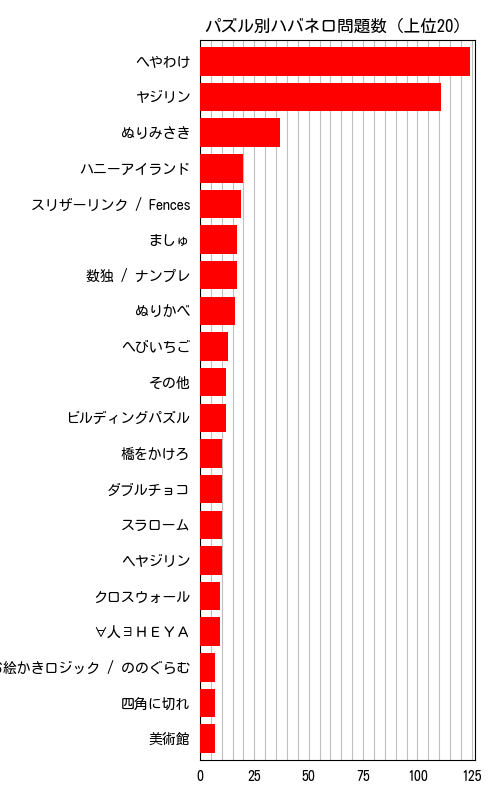 パズル別ハバネロ問題数（上位20）
へやわけ
ヤジリン
ぬりみさき
ハニーアイランド
スリザーリンク / Fences
ましゅ
数独 / ナンプレ
ぬりかべ
へびいちご
その他
ビルディングパズル
橋をかけろ
ダブルチョコ
スラローム
ヘヤジリン
クロスウォール
∀人∃ＨＥＹＡ
絵かきロジック / ののぐらむ
四角に切れ
美術館
0 25 50 75 100 125